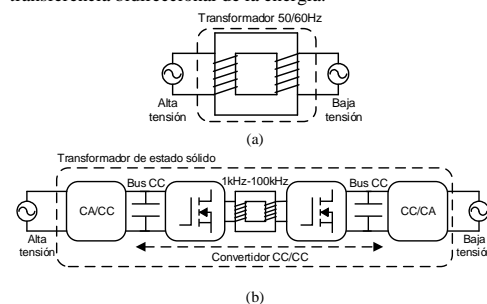 transferencia bidireccional de la energía.
Transformador 50/60Hz
Alta
tensión
Baja
tensión
(a)
Transformador de estado sólido
Bus CC
1kHz-100kHz
Bus CC
CA/CC
CC/CA
Alta
tensión
Convertidor CC/CC
Baja
tensión
(b)